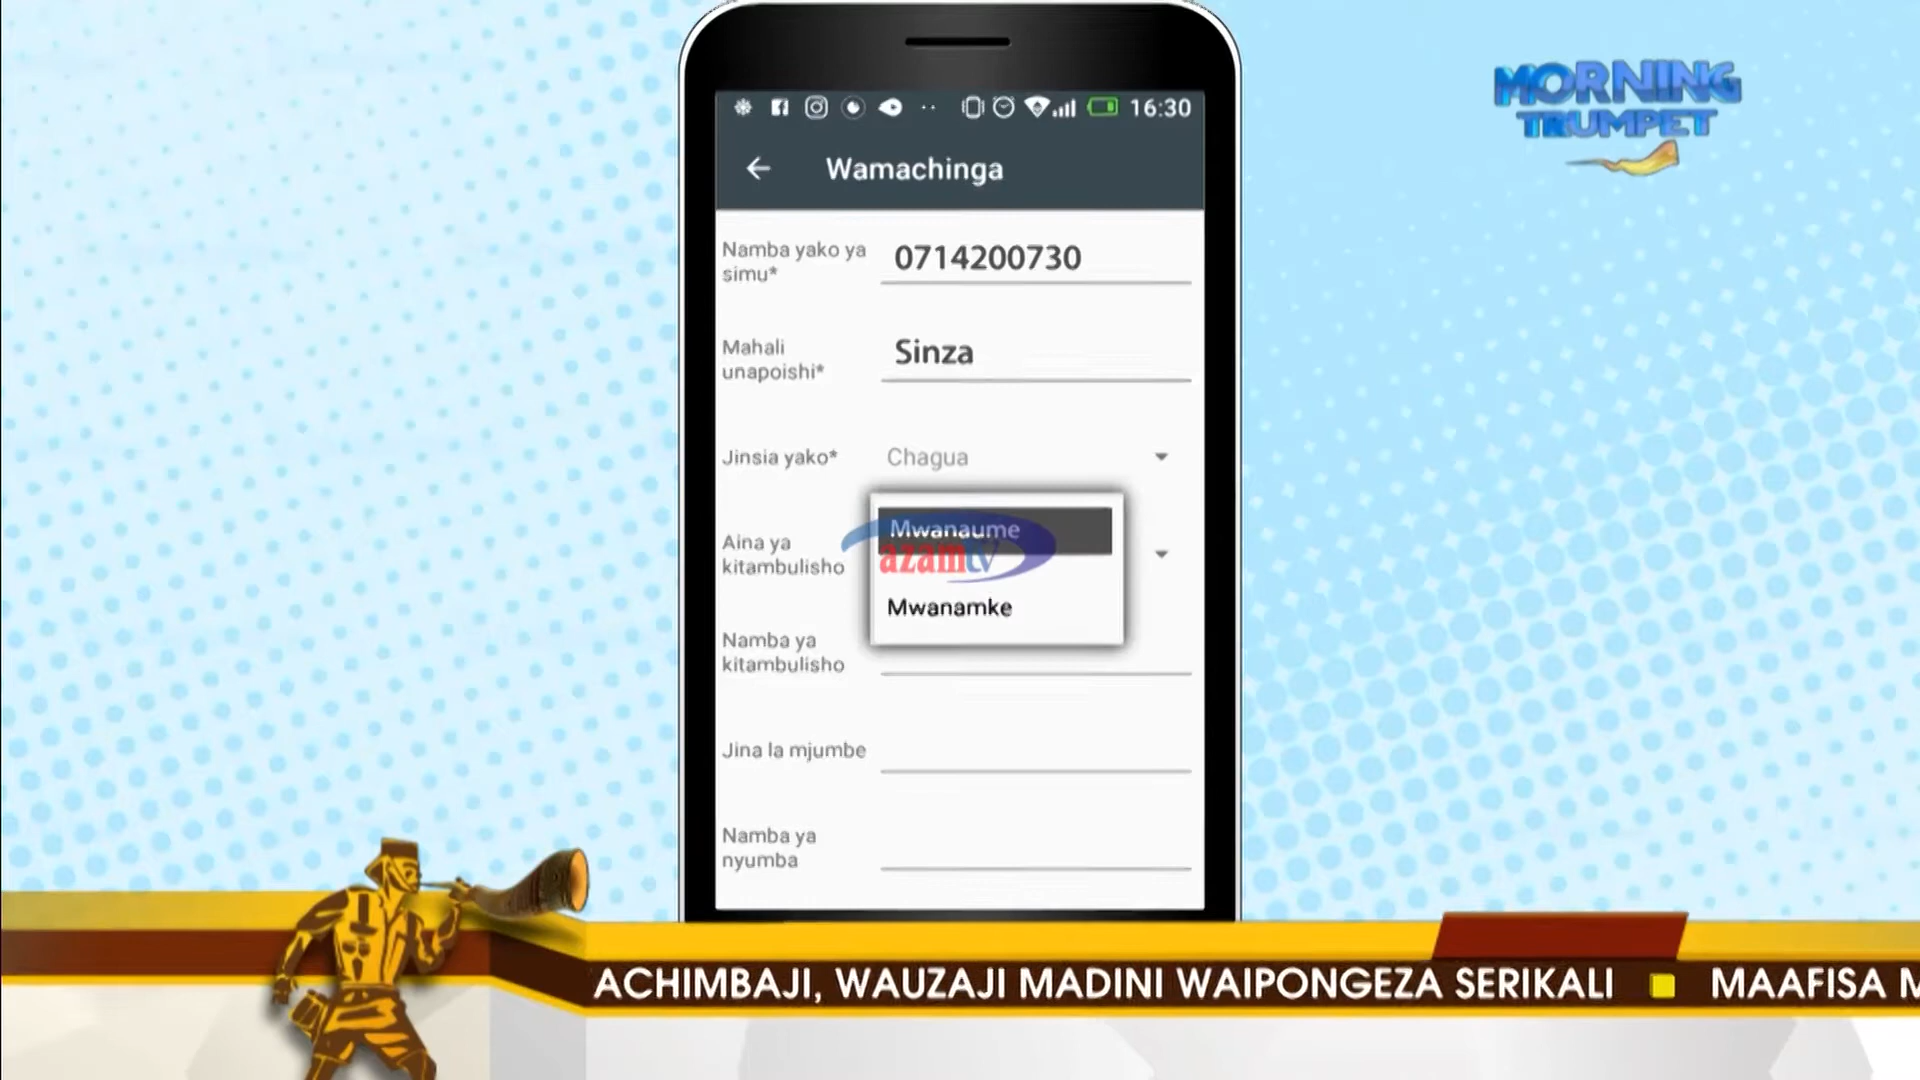 MORNING
TRUMPET
16:30
Wamachinga
Namba yako ya
simu*
0714200730
Mahali
unapoishi*
Sinza
Jinsia yako*
Chagua
Mwanaume
azamtv
Mwanamke
Aina ya
kitambulisho
Namba ya
kitambulisho
Jina la mjumbe
Namba ya
nyumba
ACHIMBAJI, WAUZAJI MADINI WAIPONGEZA SERIKALI MAAFISA M